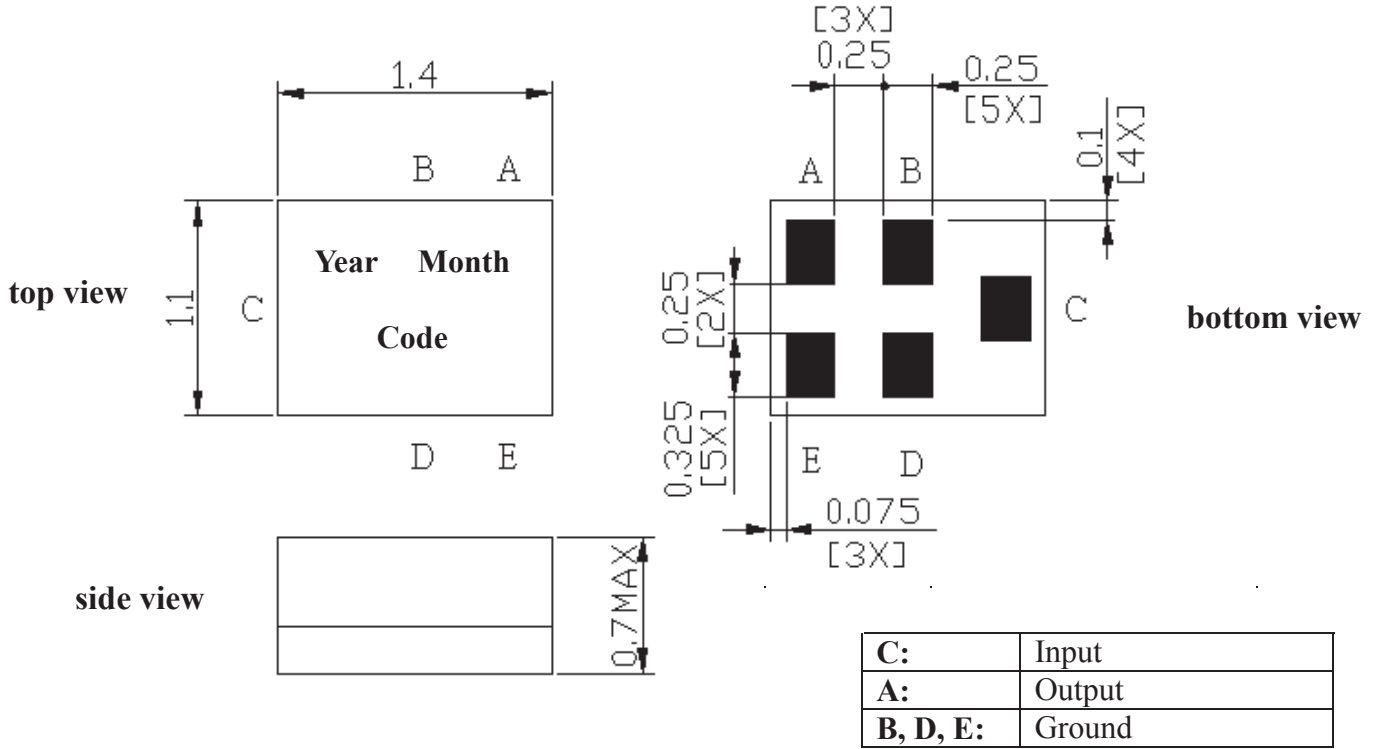 [3X]
0.25
0.25
[5X]
1.4
0.1
[4X]
B A
A B
Year Month
top view
1.1
C
Code
0.25
[2X]
C
bottom view
0.325
[5X]
D E
E D
0.075
[3X]
side view
0.7MAX
C: Input
A: Output
B, D, E: Ground